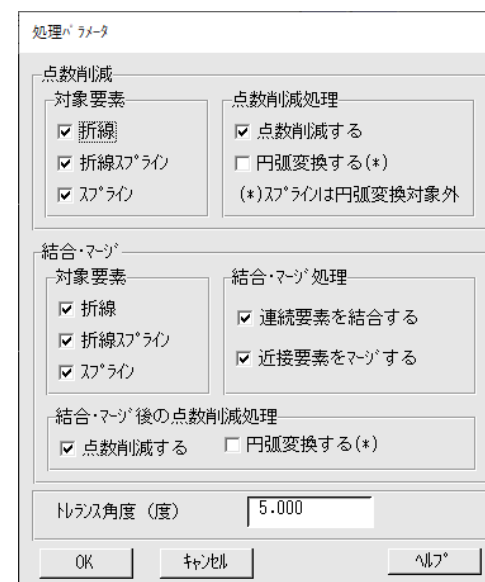 処理ﾊﾟﾗﾒｰﾀ
点数削減
対象要素
折線
折線ｽﾌﾟﾗｲﾝ
ｽﾌﾟﾗｲﾝ
点数削減処理
点数削減する
円弧変換する(*)
(*)ｽﾌﾟﾗｲﾝは円弧変換対象外
結合･ﾏｰｼﾞ
対象要素
折線
折線ｽﾌﾟﾗｲﾝ
ｽﾌﾟﾗｲﾝ
結合･ﾏｰｼﾞ処理
連続要素を結合する
近接要素をﾏｰｼﾞする
結合･ﾏｰｼﾞ後の点数削減処理
点数削減する 円弧変換する(*)
ﾄﾚﾗﾝｽ角度 (度) 5.000
OK ｷｬﾝｾﾙ ﾍﾙﾌﾟ